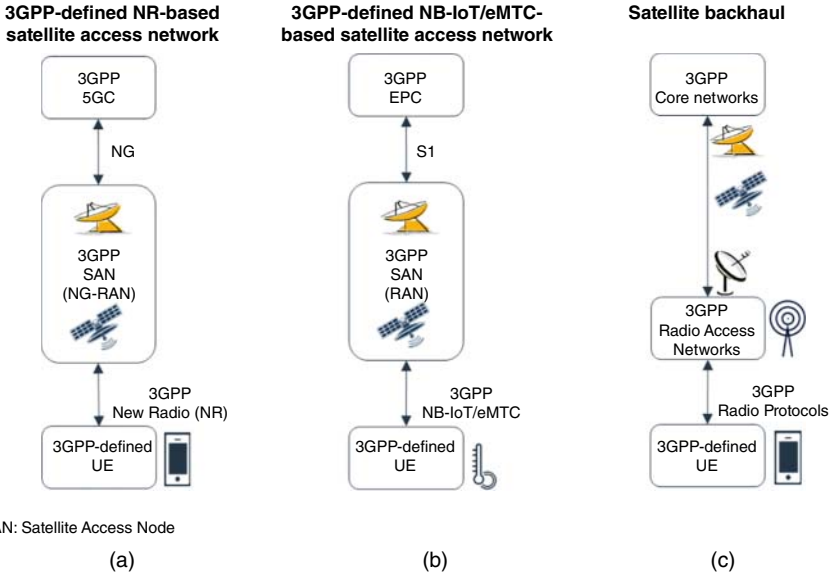 3GPP-defined NR-based
satellite access network
3GPP
5GC
NG
3GPP
SAN
(NG-RAN)
3GPP
New Radio (NR)
3GPP-defined
UE
AN: Satellite Access Node
(a)
3GPP-defined NB-IoT/eMTC-
based satellite access network
3GPP
EPC
S1
3GPP
SAN
(RAN)
3GPP
NB-IoT/eMTC
3GPP-defined
UE
(b)
Satellite backhaul
3GPP
Core networks
3GPP
Radio Access
Networks
3GPP
Radio Protocols
3GPP-defined
UE
(c)